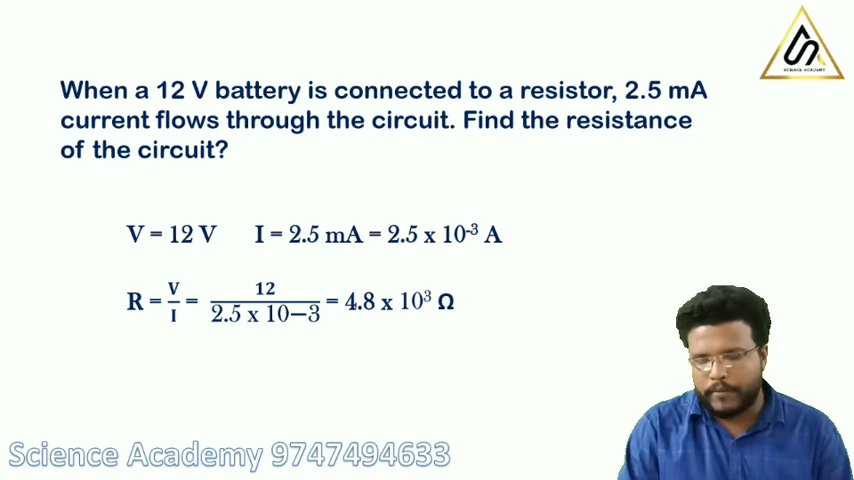 SCIENCE ACADEMY
When a 12 V battery is connected to a resistor, 2.5 mA
current flows through the circuit. Find the resistance
of the circuit?
V = 12 V I = 2.5 mA = 2.5 x 10⁻³ A
R = V/I = 12/2.5 x 10−3 = 4.8 x 10³ Ω
Science Academy 9747494633